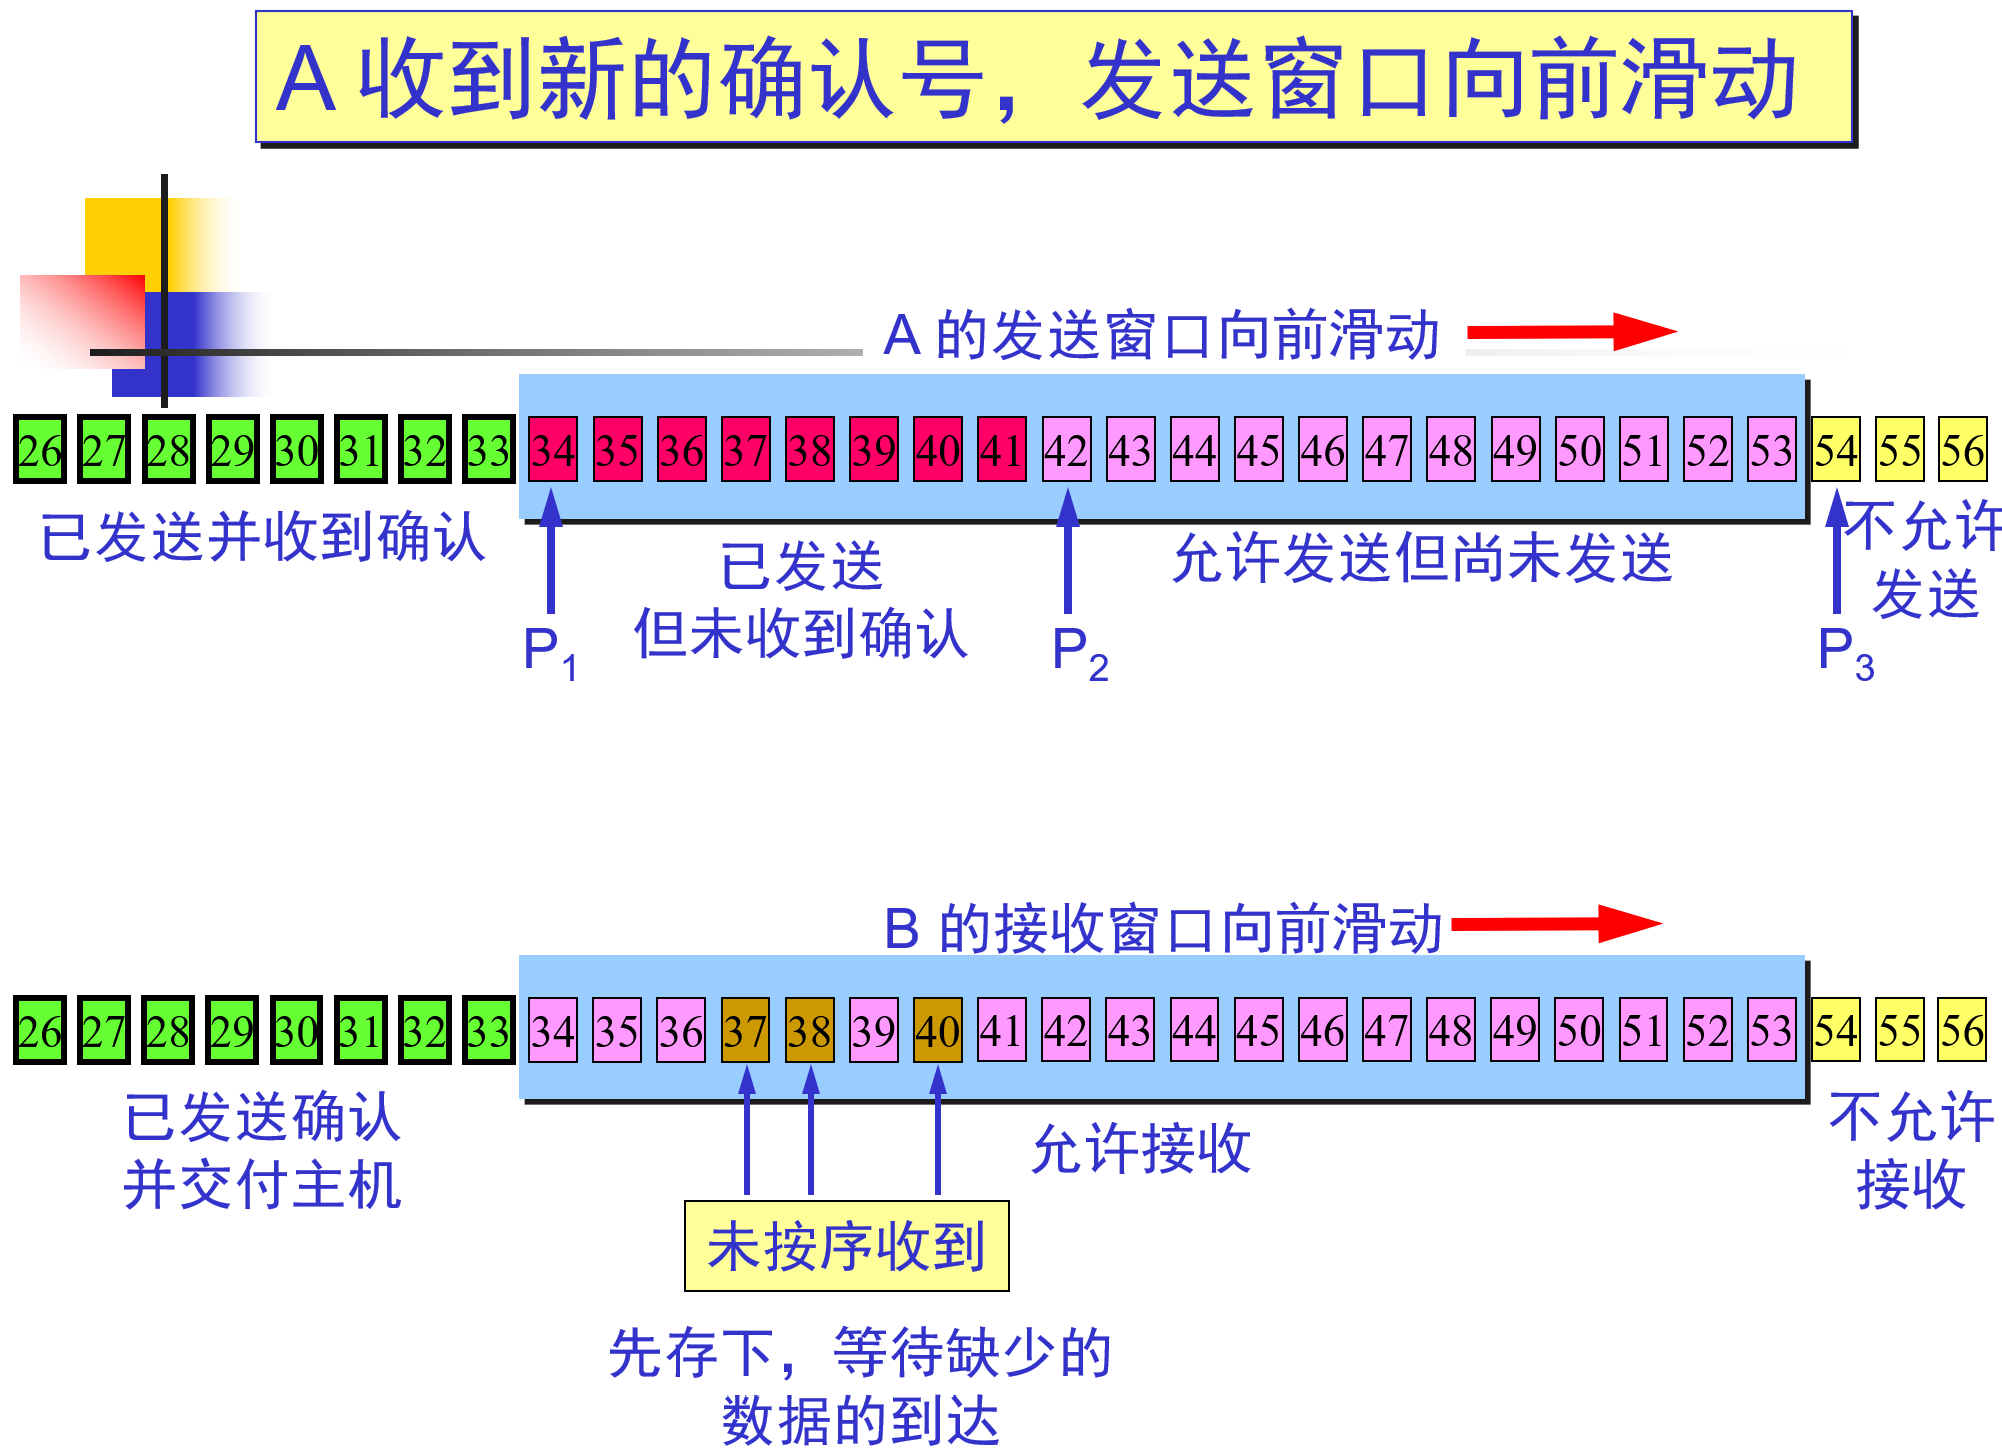 A 收到新的确认号，发送窗口向前滑动
A 的发送窗口向前滑动
26 27 28 29 30 31 32 33 34 35 36 37 38 39 40 41 42 43 44 45 46 47 48 49 50 51 52 53 54 55 56
已发送并收到确认
已发送
但未收到确认
允许发送但尚未发送
不允许
发送
P1
P2
P3
B 的接收窗口向前滑动
26 27 28 29 30 31 32 33 34 35 36 37 38 39 40 41 42 43 44 45 46 47 48 49 50 51 52 53 54 55 56
已发送确认
并交付主机
允许接收
不允许
接收
未按序收到
先存下，等待缺少的
数据的到达